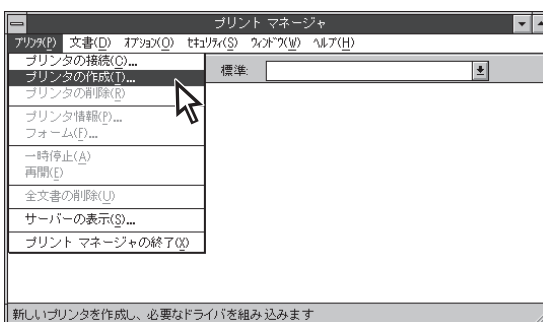 プリント マネージャ
プリンタ(P) 文書(D) オプション(O) セキュリティ(S) ウィンドウ(W) ヘルプ(H)
プリンタの接続(C)...
プリンタの作成(T)...
標準:
プリンタの削除(R)
プリンタ情報(P)...
フォーム(F)...
一時停止(A)
再開(E)
全文書の削除(U)
サーバーの表示(S)...
プリント マネージャの終了(X)
新しいプリンタを作成し、必要なドライバを組み込みます